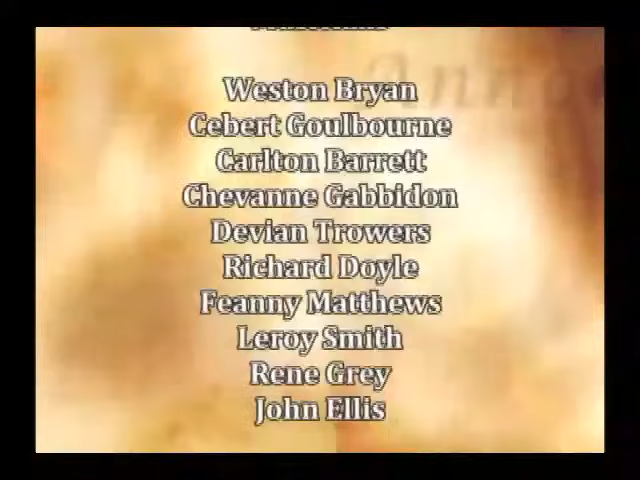 Weston Bryan
Cebert Goulbourne
Carlton Barrett
Chevanne Gabbidon
Devian Trowers
Richard Doyle
Feanny Matthews
Leroy Smith
Rene Grey
John Ellis